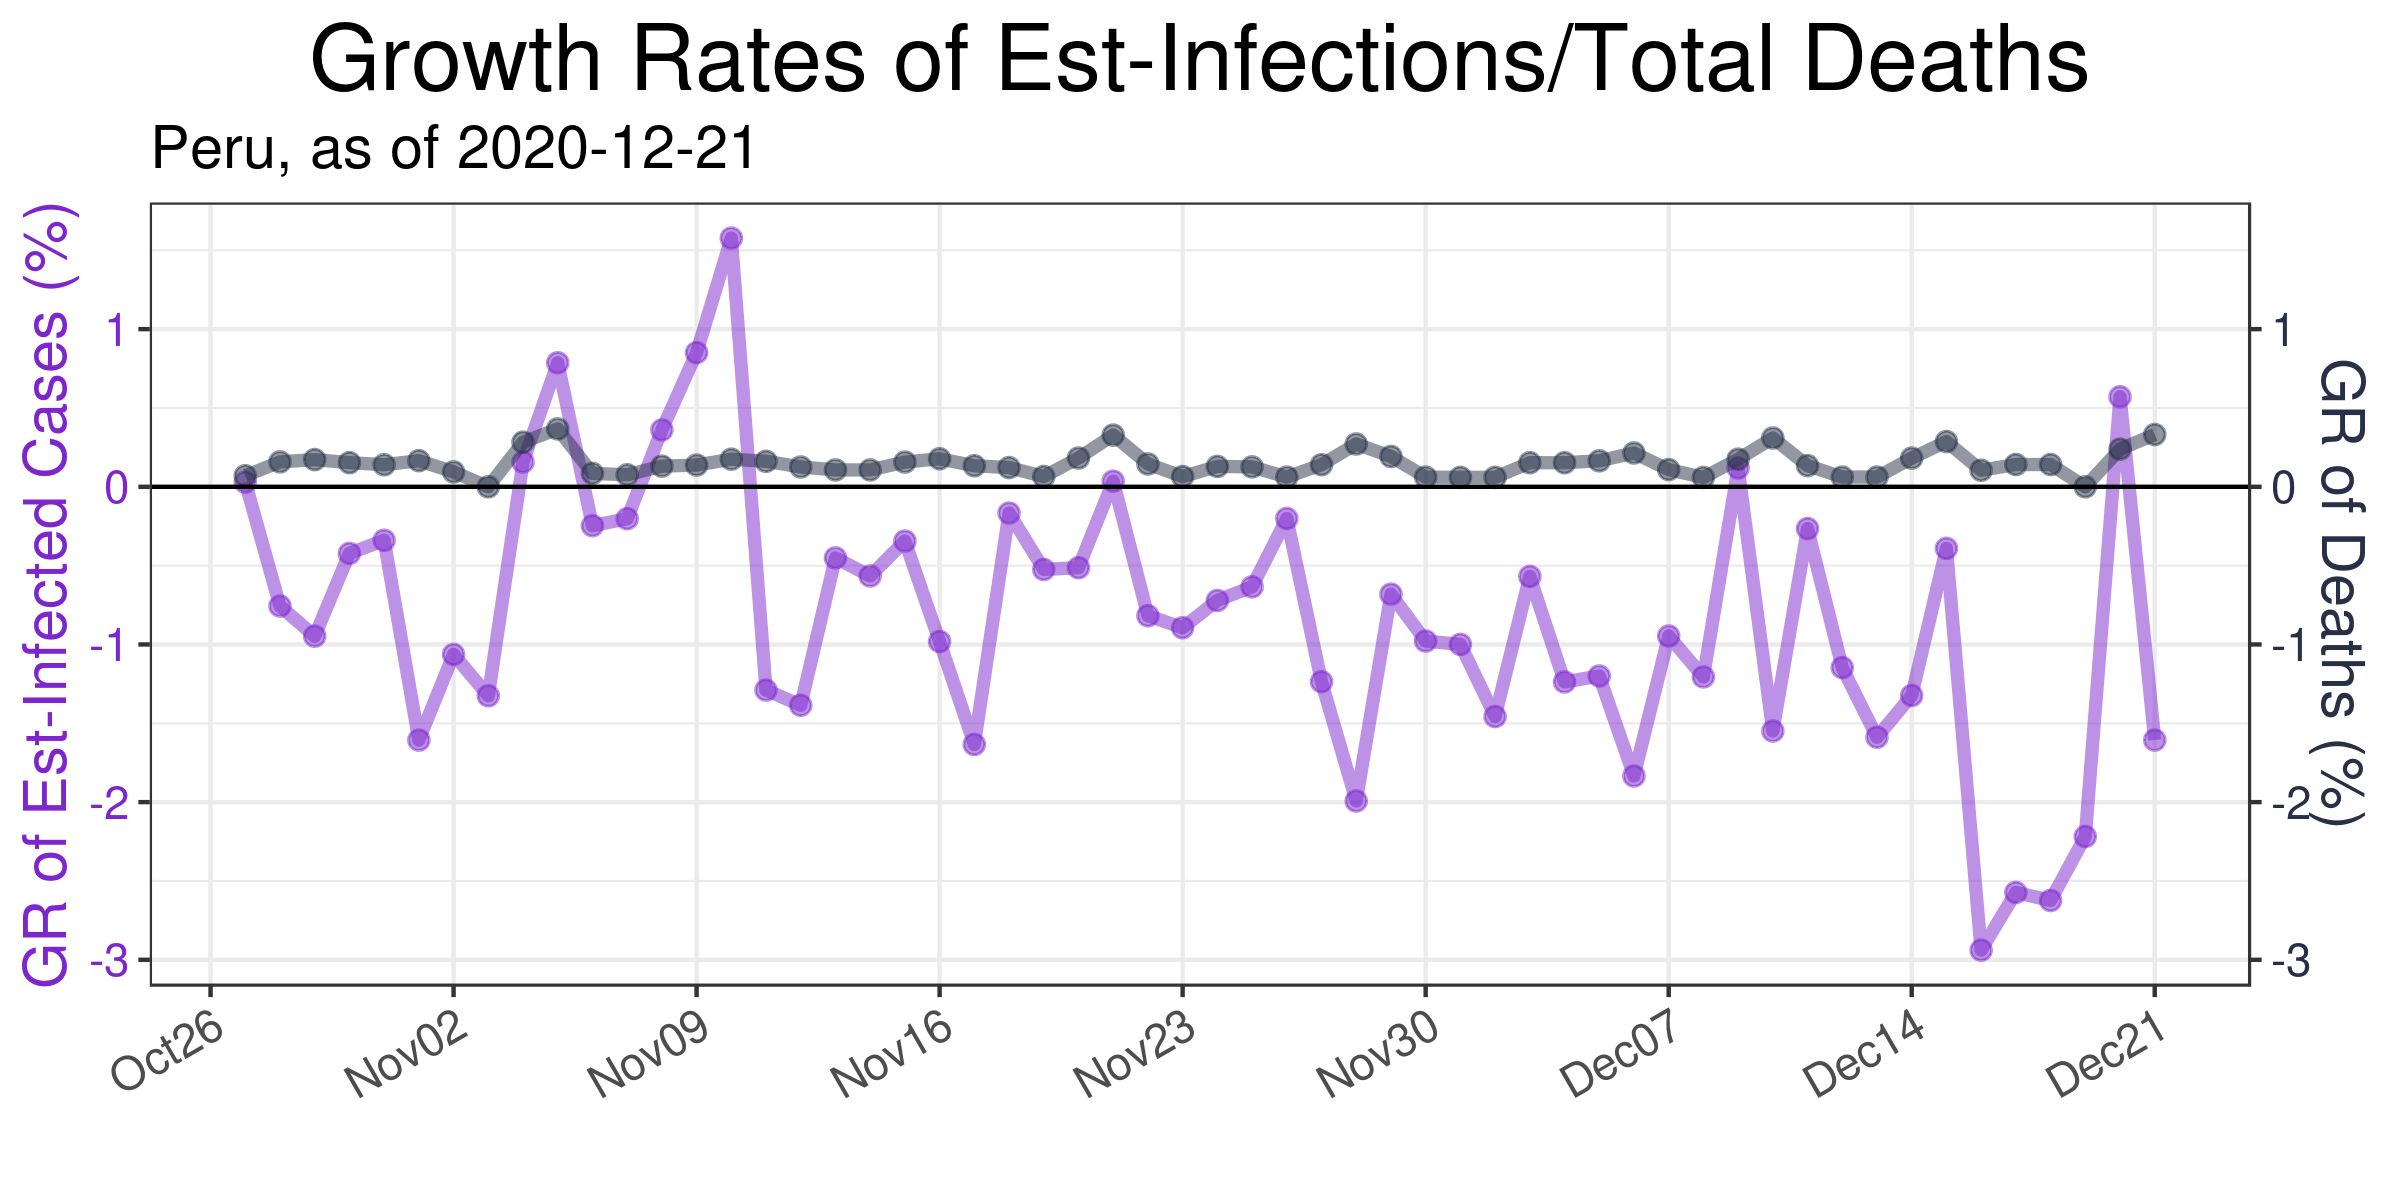 Growth Rates of Est-Infections/Total Deaths
Peru, as of 2020-12-21
GR of Est-Infected Cases (%)
1
0
-1
-2
-3
1
0
-1
-2
-3
GR of Deaths (%)
Oct26
Nov02
Nov09
Nov16
Nov23
Nov30
Dec07
Dec14
Dec21